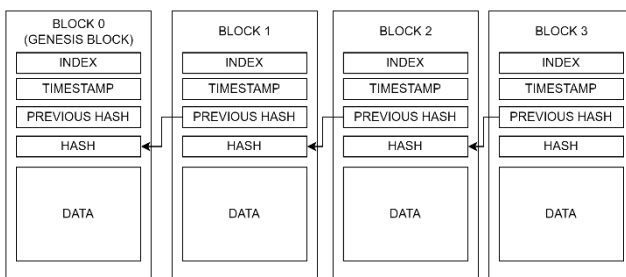 BLOCK 0
(GENESIS BLOCK)
INDEX
TIMESTAMP
PREVIOUS HASH
HASH
DATA
BLOCK 1
INDEX
TIMESTAMP
PREVIOUS HASH
HASH
DATA
BLOCK 2
INDEX
TIMESTAMP
PREVIOUS HASH
HASH
DATA
BLOCK 3
INDEX
TIMESTAMP
PREVIOUS HASH
HASH
DATA